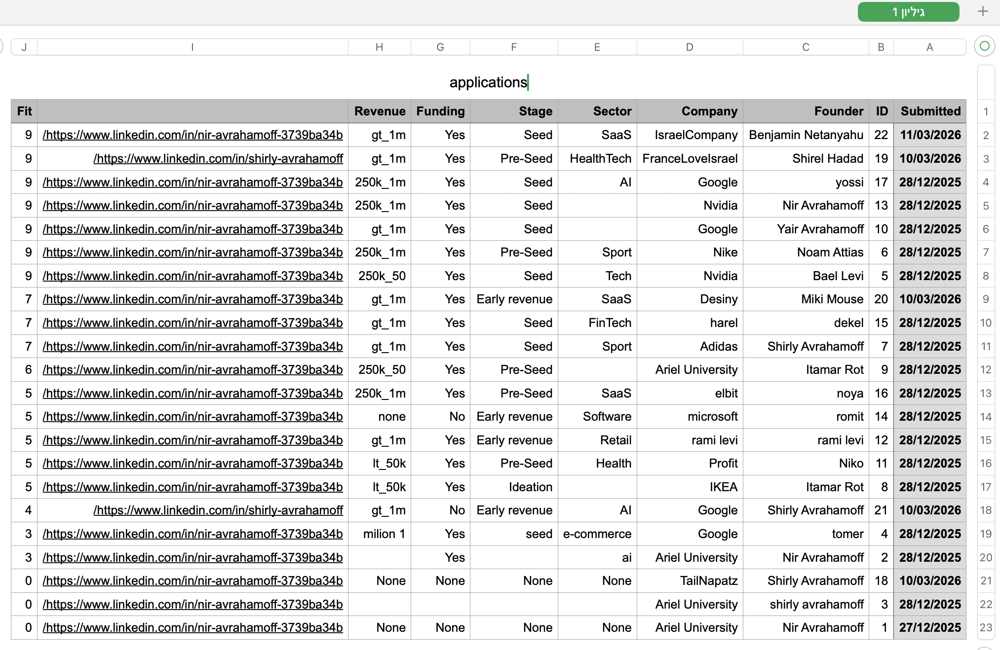 גיליון 1 +
A B C D E F G H I J
applications
1 Submitted ID Founder Company Sector Stage Funding Revenue Fit
2 11/03/2026 22 Benjamin Netanyahu IsraelCompany SaaS Seed Yes gt_1m /https://www.linkedin.com/in/nir-avrahamoff-3739ba34b 9
3 10/03/2026 19 Shirel Hadad FranceLoveIsrael HealthTech Pre-Seed Yes gt_1m /https://www.linkedin.com/in/shirly-avrahamoff 9
4 28/12/2025 17 yossi Google AI Seed Yes 250k_1m /https://www.linkedin.com/in/nir-avrahamoff-3739ba34b 9
5 28/12/2025 13 Nir Avrahamoff Nvidia Seed Yes 250k_1m /https://www.linkedin.com/in/nir-avrahamoff-3739ba34b 9
6 28/12/2025 10 Yair Avrahamoff Google Seed Yes gt_1m /https://www.linkedin.com/in/nir-avrahamoff-3739ba34b 9
7 28/12/2025 6 Noam Attias Nike Sport Pre-Seed Yes 250k_1m /https://www.linkedin.com/in/nir-avrahamoff-3739ba34b 9
8 28/12/2025 5 Bael Levi Nvidia Tech Seed Yes 250k_50 /https://www.linkedin.com/in/nir-avrahamoff-3739ba34b 9
9 10/03/2026 20 Miki Mouse Desiny SaaS Early revenue Yes gt_1m /https://www.linkedin.com/in/nir-avrahamoff-3739ba34b 7
10 28/12/2025 15 dekel harel FinTech Seed Yes gt_1m /https://www.linkedin.com/in/nir-avrahamoff-3739ba34b 7
11 28/12/2025 7 Shirly Avrahamoff Adidas Sport Seed Yes gt_1m /https://www.linkedin.com/in/nir-avrahamoff-3739ba34b 7
12 28/12/2025 9 Itamar Rot Ariel University Pre-Seed Yes 250k_50 /https://www.linkedin.com/in/nir-avrahamoff-3739ba34b 6
13 28/12/2025 16 noya elbit SaaS Pre-Seed Yes 250k_1m /https://www.linkedin.com/in/nir-avrahamoff-3739ba34b 5
14 28/12/2025 14 romit microsoft Software Early revenue No none /https://www.linkedin.com/in/nir-avrahamoff-3739ba34b 5
15 28/12/2025 12 rami levi rami levi Retail Early revenue Yes gt_1m /https://www.linkedin.com/in/nir-avrahamoff-3739ba34b 5
16 28/12/2025 11 Niko Profit Health Pre-Seed Yes lt_50k /https://www.linkedin.com/in/nir-avrahamoff-3739ba34b 5
17 28/12/2025 8 Itamar Rot IKEA Ideation Yes lt_50k /https://www.linkedin.com/in/nir-avrahamoff-3739ba34b 5
18 10/03/2026 21 Shirly Avrahamoff Google AI Early revenue No gt_1m /https://www.linkedin.com/in/shirly-avrahamoff 4
19 28/12/2025 4 tomer Google e-commerce seed Yes milion 1 /https://www.linkedin.com/in/nir-avrahamoff-3739ba34b 3
20 28/12/2025 2 Nir Avrahamoff Ariel University ai Yes /https://www.linkedin.com/in/nir-avrahamoff-3739ba34b 3
21 10/03/2026 18 Shirly Avrahamoff TailNapatz None None None None /https://www.linkedin.com/in/nir-avrahamoff-3739ba34b 0
22 28/12/2025 3 shirly avrahamoff Ariel University /https://www.linkedin.com/in/nir-avrahamoff-3739ba34b 0
23 27/12/2025 1 Nir Avrahamoff Ariel University None None None None /https://www.linkedin.com/in/nir-avrahamoff-3739ba34b 0